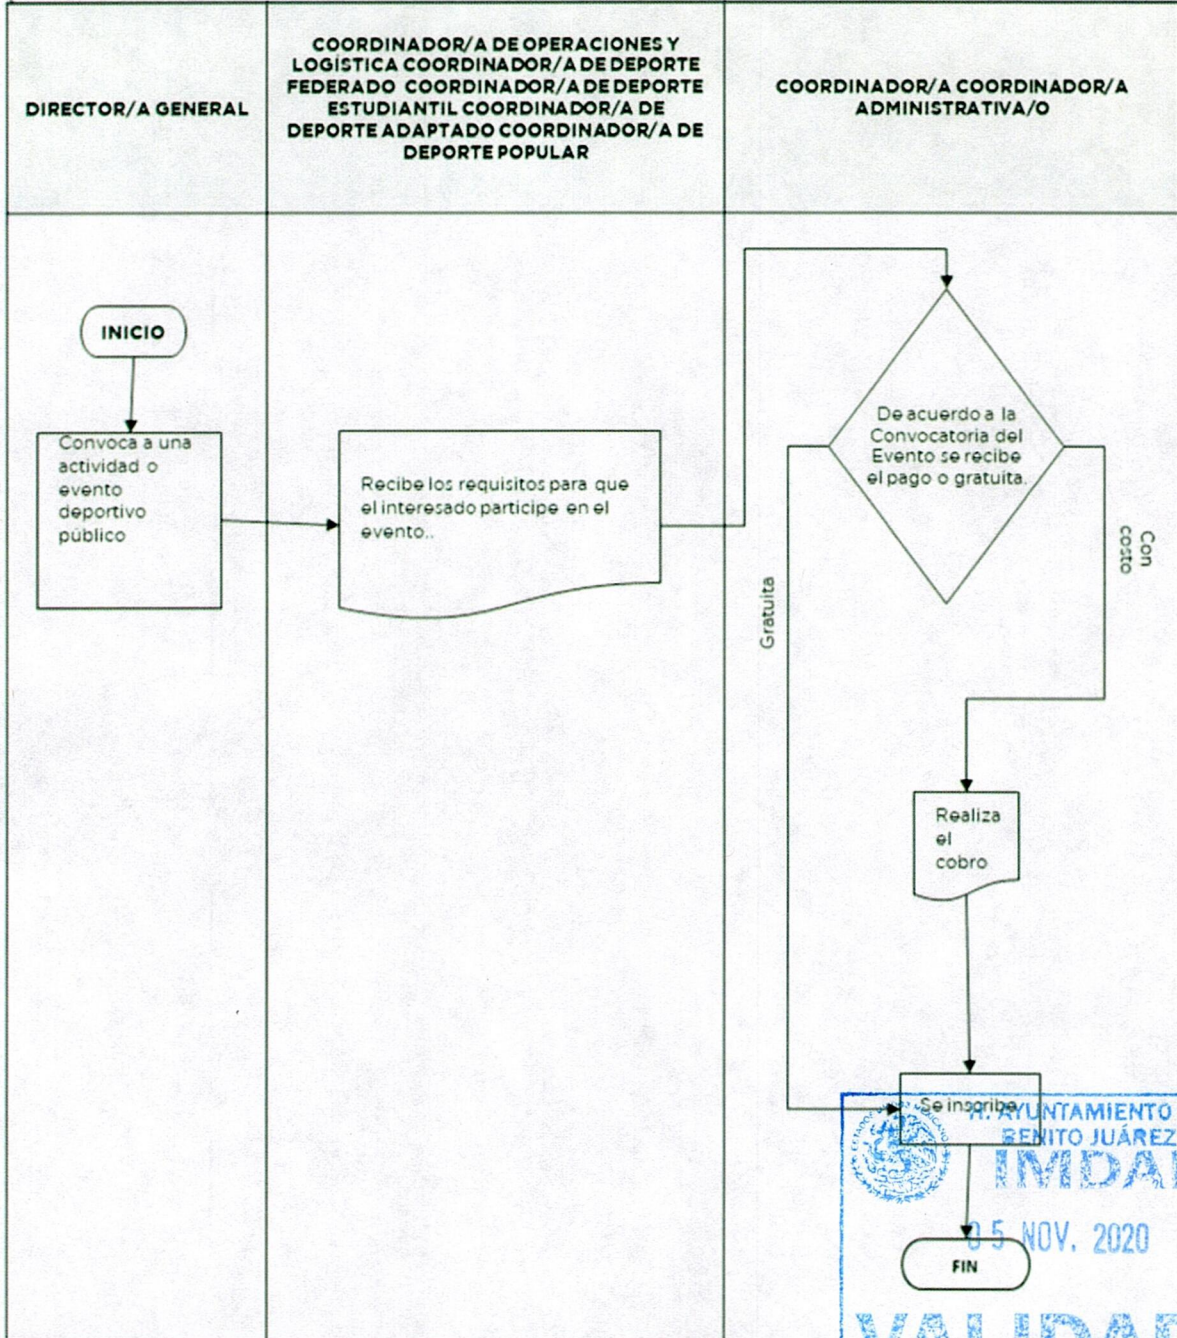 DIRECTOR/A GENERAL
COORDINADOR/A DE OPERACIONES Y
LOGÍSTICA COORDINADOR/A DE DEPORTE
FEDERADO COORDINADOR/A DE DEPORTE
ESTUDIANTIL COORDINADOR/A DE
DEPORTE ADAPTADO COORDINADOR/A DE
DEPORTE POPULAR
COORDINADOR/A COORDINADOR/A
ADMINISTRATIVA/O
INICIO
Convoca a una
actividad o
evento
deportivo
público
Recibe los requisitos para que
el interesado participe en el
evento..
De acuerdo a la
Convocatoria del
Evento se recibe
el pago o gratuita.
Con
costo
Gratuita
Realiza
el
cobro
Se inscribe
H. AYUNTAMIENTO
BENITO JUÁREZ
IMDA
05 NOV. 2020
FIN